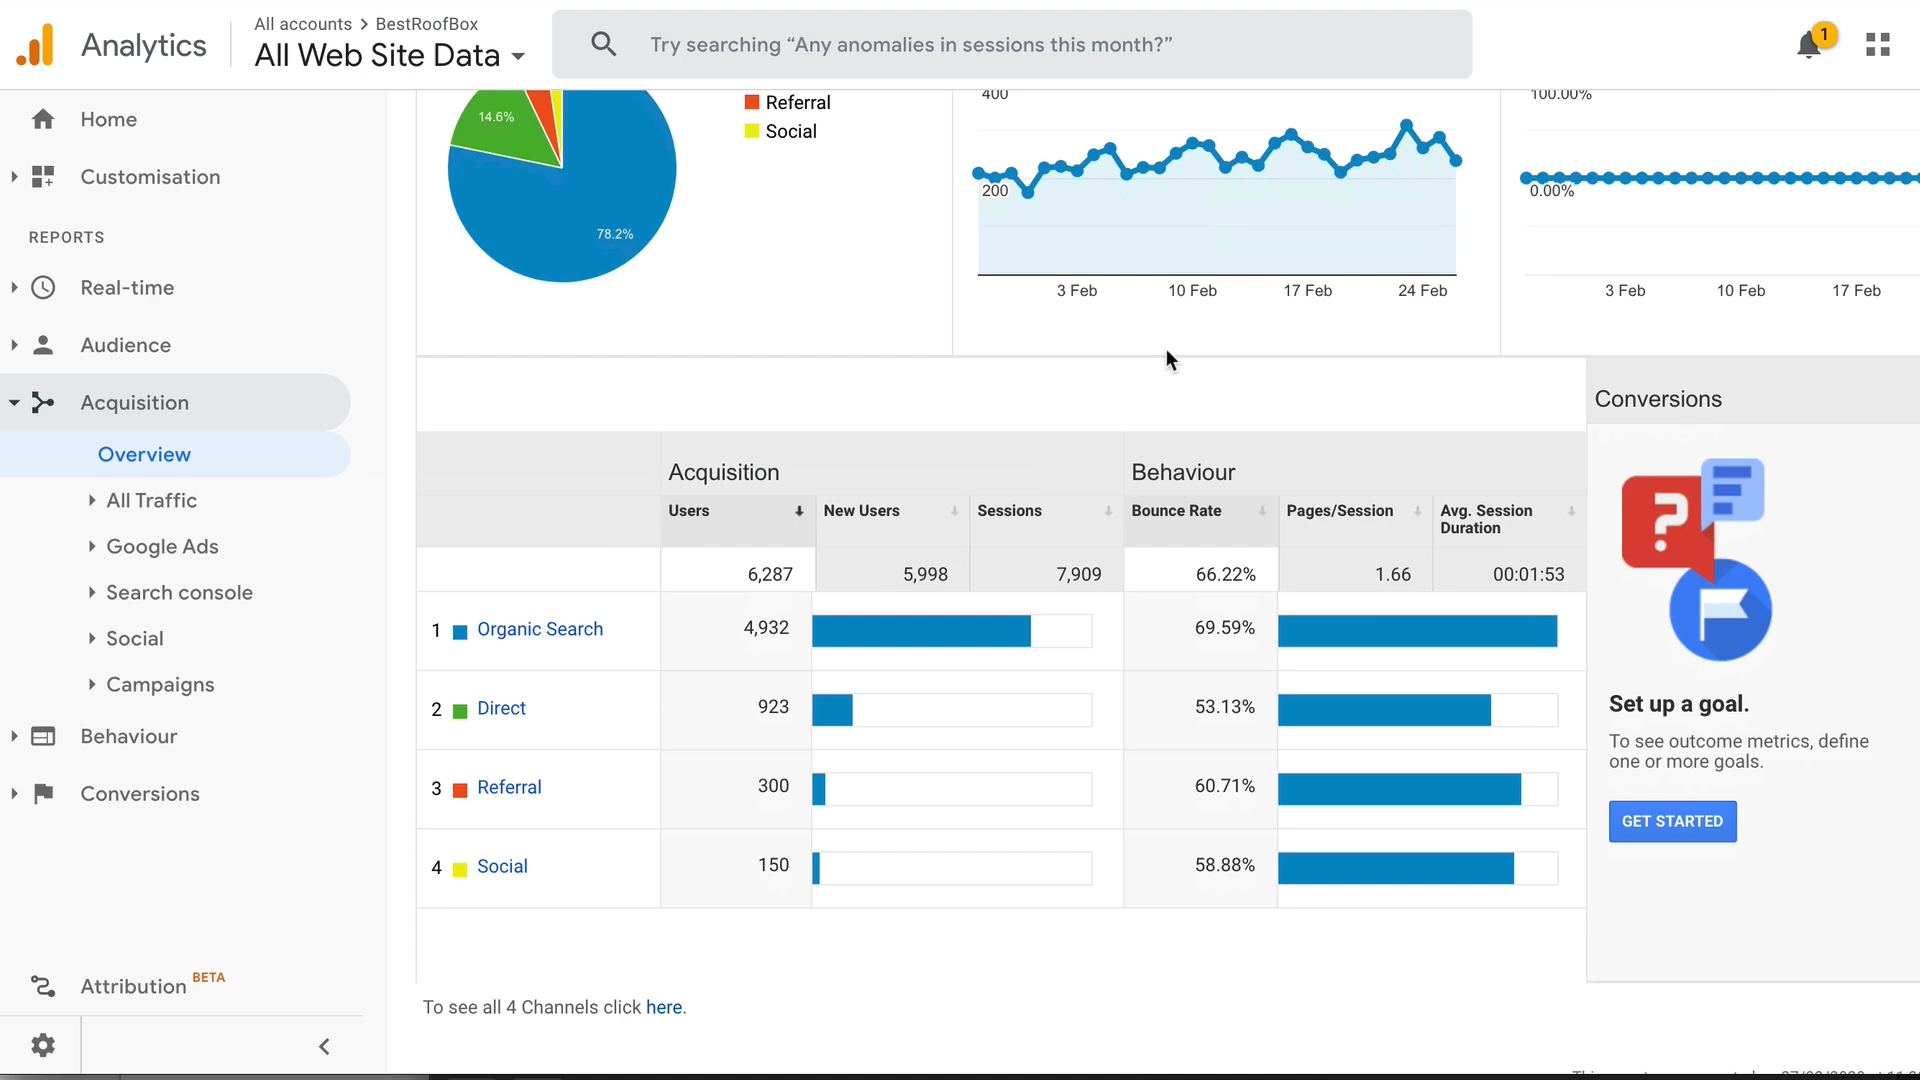 Analytics
All accounts > BestRoofBox
All Web Site Data
Try searching “Any anomalies in sessions this month?”
1
Home
Customisation
REPORTS
Real-time
Audience
Acquisition
Overview
All Traffic
Google Ads
Search console
Social
Campaigns
Behaviour
Conversions
Attribution BETA
14.6%
78.2%
Referral
Social
400
200
3 Feb 10 Feb 17 Feb 24 Feb
100.00%
0.00%
3 Feb 10 Feb 17 Feb
Acquisition Behaviour
Users New Users Sessions Bounce Rate Pages/Session Avg. Session Duration
6,287 5,998 7,909 66.22% 1.66 00:01:53
1 Organic Search 4,932 69.59%
2 Direct 923 53.13%
3 Referral 300 60.71%
4 Social 150 58.88%
To see all 4 Channels click here.
Conversions
?
Set up a goal.
To see outcome metrics, define
one or more goals.
GET STARTED